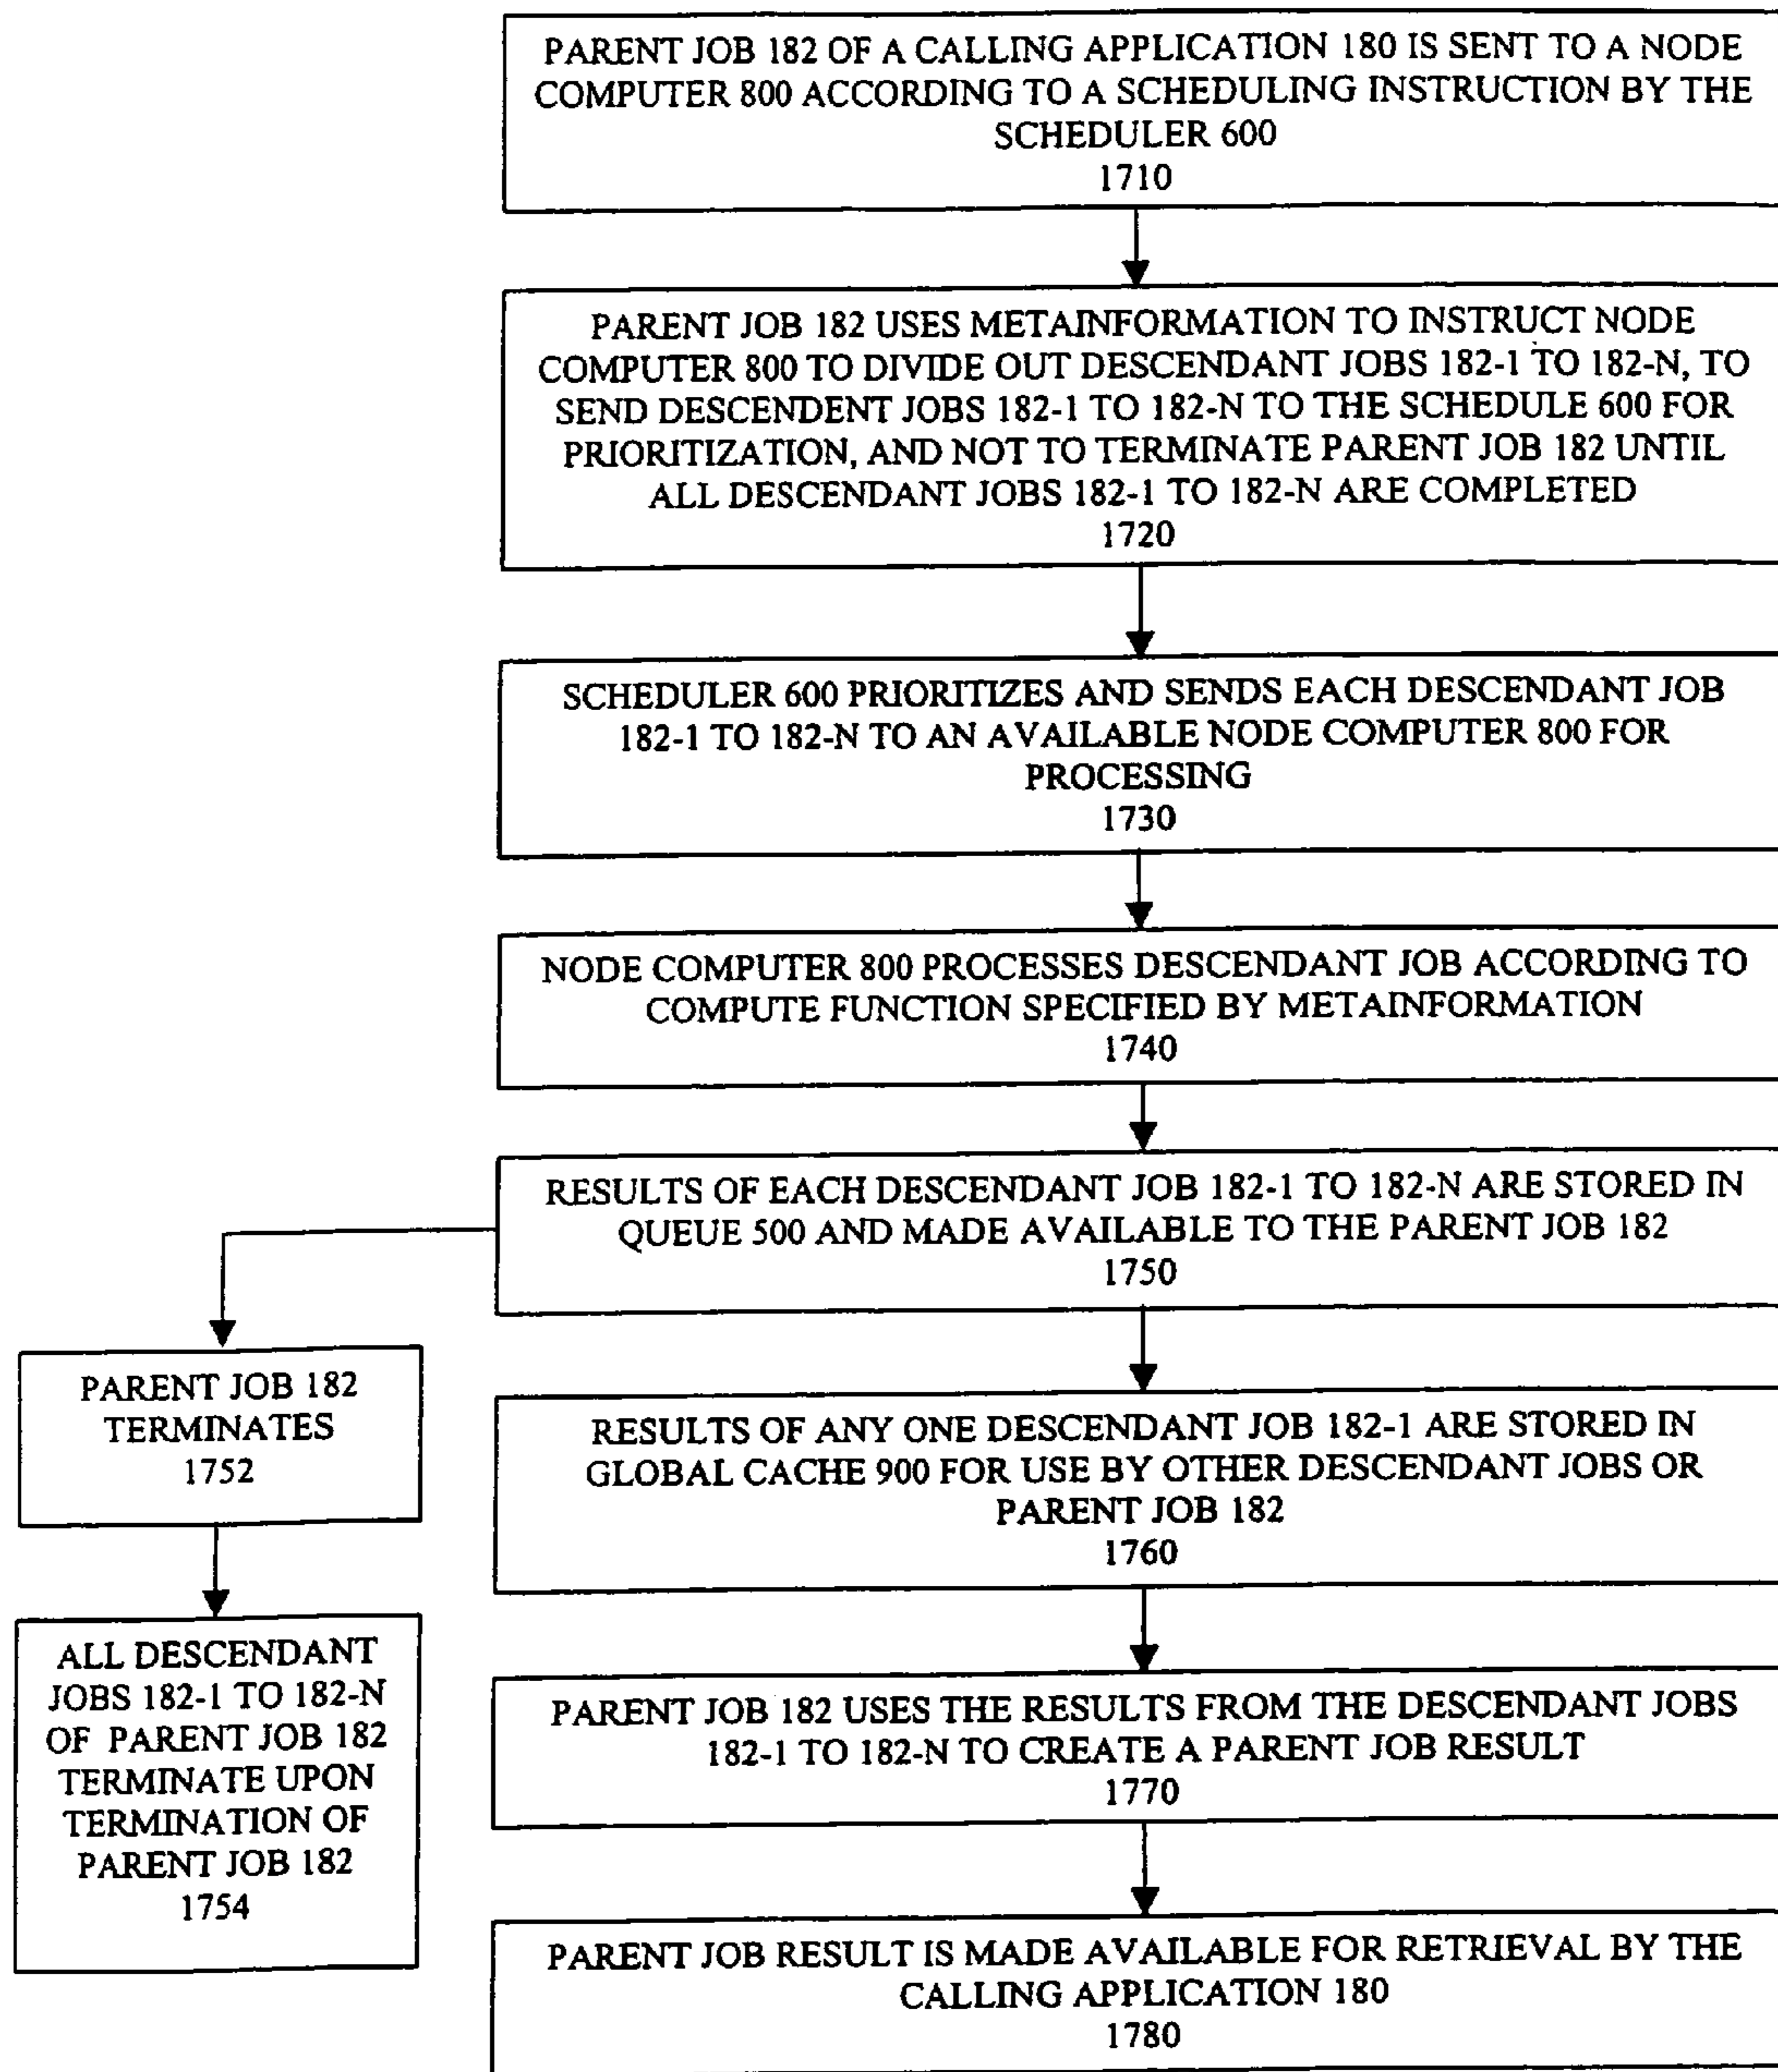 PARENT JOB 182 OF A CALLING APPLICATION 180 IS SENT TO A NODE
COMPUTER 800 ACCORDING TO A SCHEDULING INSTRUCTION BY THE
SCHEDULER 600
1710
PARENT JOB 182 USES METAINFORMATION TO INSTRUCT NODE
COMPUTER 800 TO DIVIDE OUT DESCENDANT JOBS 182-1 TO 182-N, TO
SEND DESCENDENT JOBS 182-1 TO 182-N TO THE SCHEDULE 600 FOR
PRIORITIZATION, AND NOT TO TERMINATE PARENT JOB 182 UNTIL
ALL DESCENDANT JOBS 182-1 TO 182-N ARE COMPLETED
1720
SCHEDULER 600 PRIORITIZES AND SENDS EACH DESCENDANT JOB
182-1 TO 182-N TO AN AVAILABLE NODE COMPUTER 800 FOR
PROCESSING
1730
NODE COMPUTER 800 PROCESSES DESCENDANT JOB ACCORDING TO
COMPUTE FUNCTION SPECIFIED BY METAINFORMATION
1740
RESULTS OF EACH DESCENDANT JOB 182-1 TO 182-N ARE STORED IN
QUEUE 500 AND MADE AVAILABLE TO THE PARENT JOB 182
1750
PARENT JOB 182
TERMINATES
1752
ALL DESCENDANT
JOBS 182-1 TO 182-N
OF PARENT JOB 182
TERMINATE UPON
TERMINATION OF
PARENT JOB 182
1754
RESULTS OF ANY ONE DESCENDANT JOB 182-1 ARE STORED IN
GLOBAL CACHE 900 FOR USE BY OTHER DESCENDANT JOBS OR
PARENT JOB 182
1760
PARENT JOB 182 USES THE RESULTS FROM THE DESCENDANT JOBS
182-1 TO 182-N TO CREATE A PARENT JOB RESULT
1770
PARENT JOB RESULT IS MADE AVAILABLE FOR RETRIEVAL BY THE
CALLING APPLICATION 180
1780